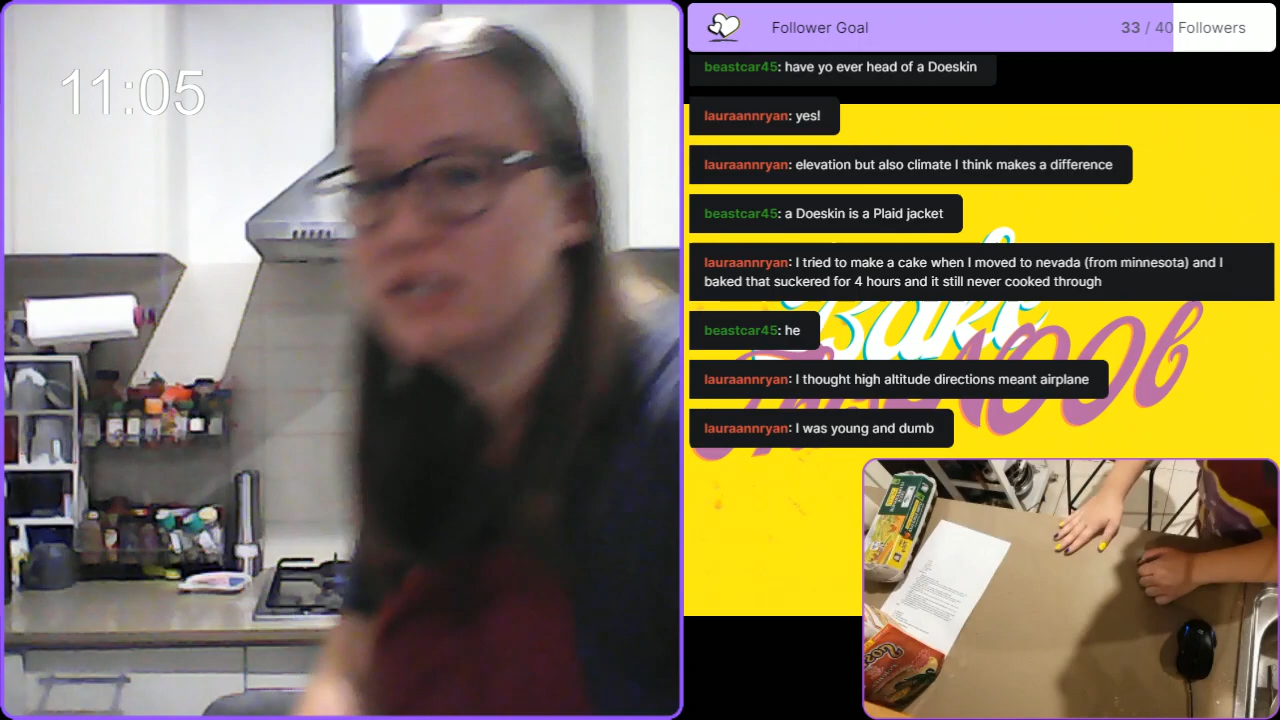 11:05
Follower Goal
33 / 40 Followers
beastcar45: have yo ever head of a Doeskin
lauraannryan: yes!
lauraannryan: elevation but also climate I think makes a difference
beastcar45: a Doeskin is a Plaid jacket
lauraannryan: I tried to make a cake when I moved to nevada (from minnesota) and I
baked that suckered for 4 hours and it still never cooked through
beastcar45: he
lauraannryan: I thought high altitude directions meant airplane
lauraannryan: I was young and dumb
Bake
This NOOb